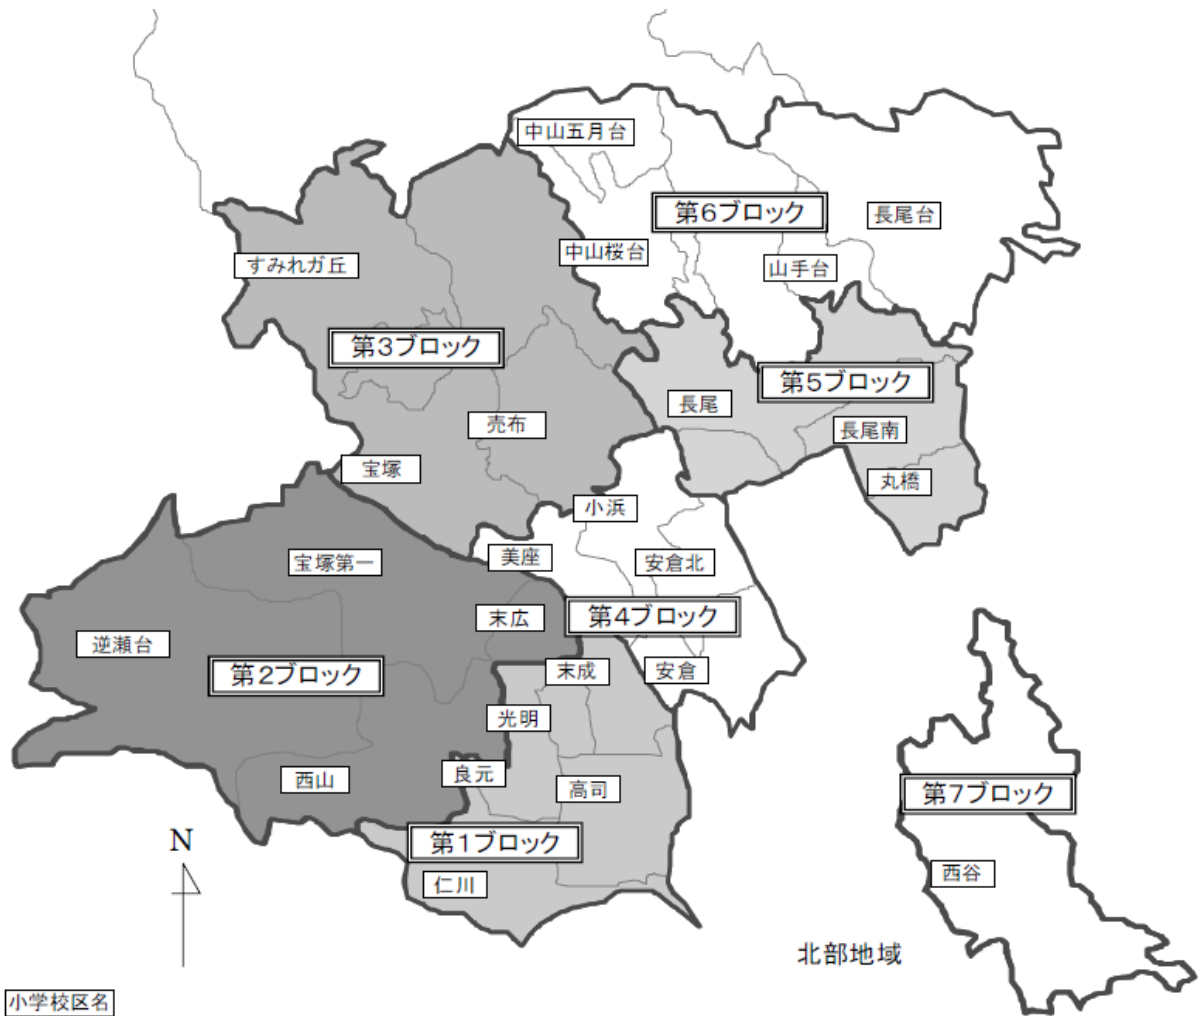 中山五月台
第6ブロック
長尾台
中山桜台
山手台
すみれガ丘
第3ブロック
第5ブロック
長尾
売布
長尾南
宝塚
丸橋
小浜
美座
宝塚第一
安倉北
末広
第4ブロック
逆瀬台
第2ブロック
末成
安倉
光明
西山
良元
高司
第7ブロック
N
第1ブロック
仁川
西谷
北部地域
小学校区名